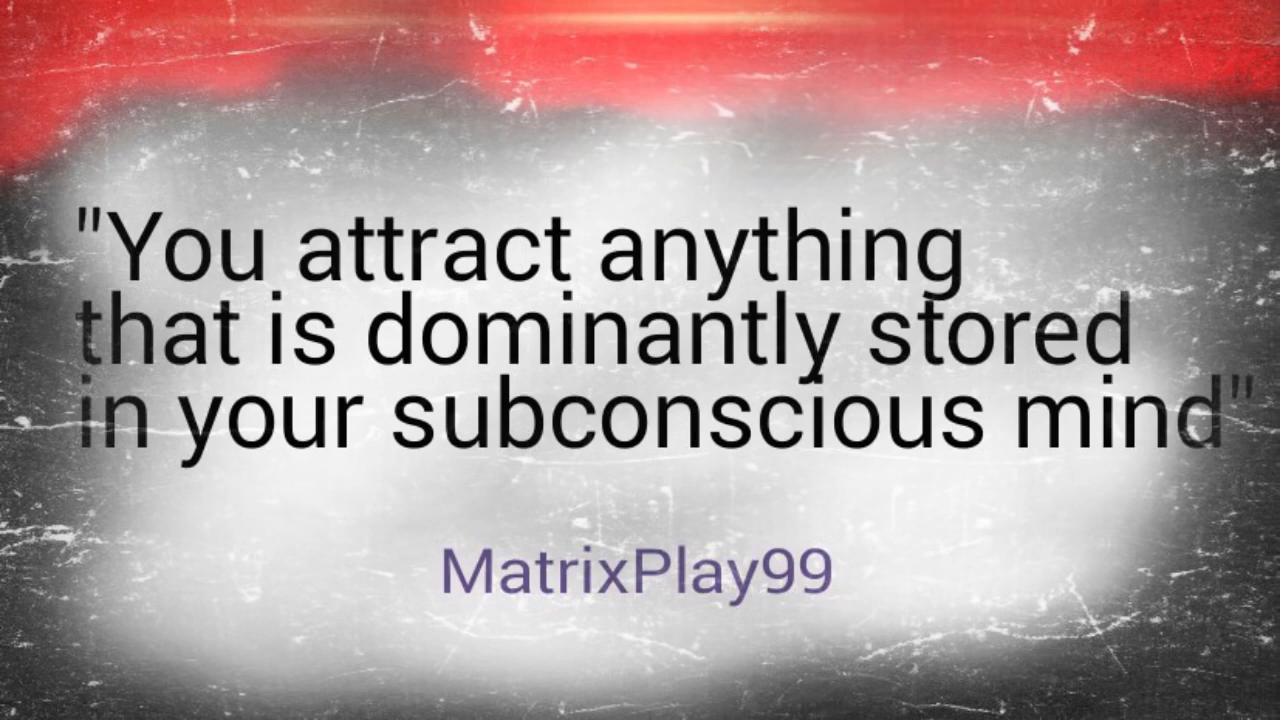 "You attract anything
that is dominantly stored
in your subconscious mind"
MatrixPlay99